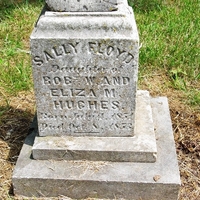 SALLY FLOYD
Daughter of
ROB. W. AND
ELIZA M.
HUGHES.
Born
Died